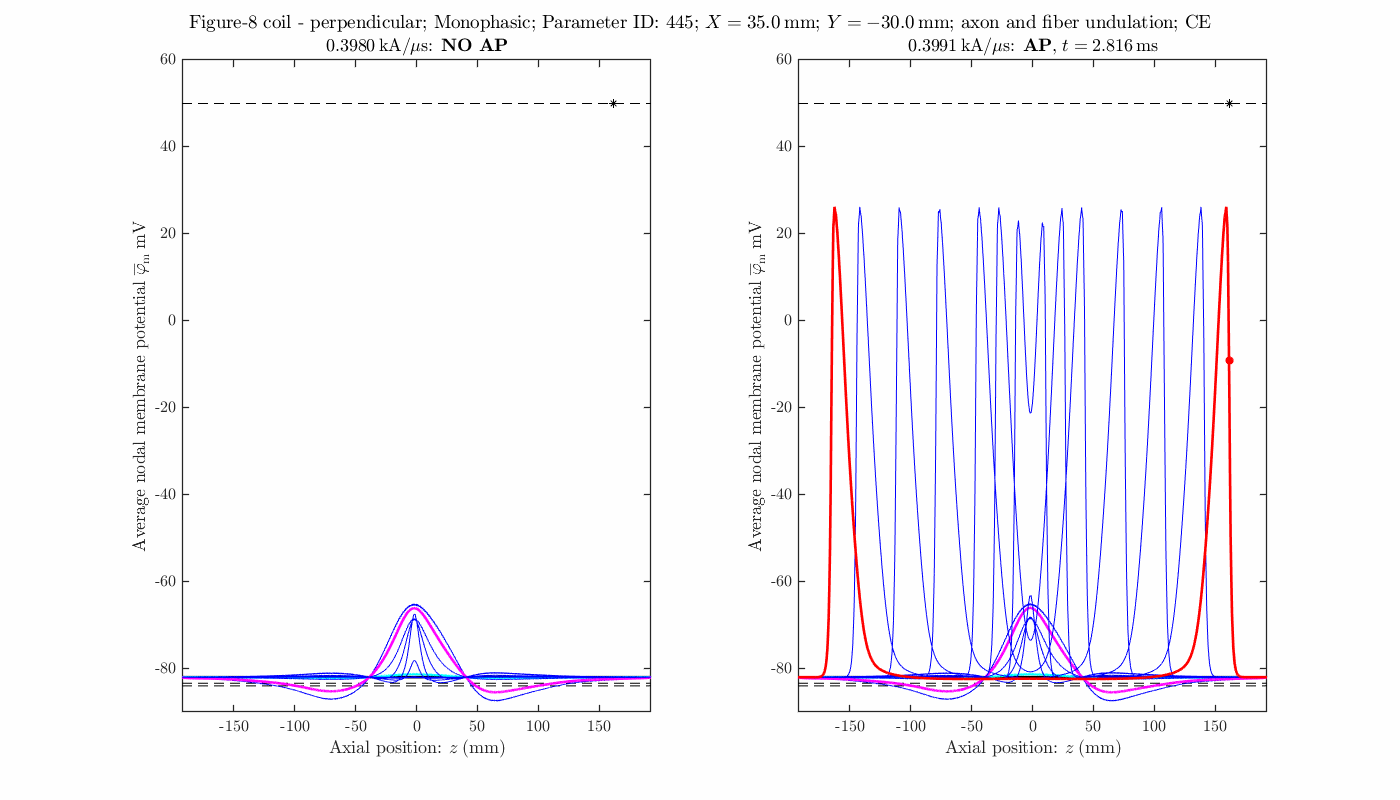 Figure-8 coil - perpendicular; Monophasic; Parameter ID: 445; X = 35.0 mm; Y = −30.0 mm; axon and fiber undulation; CE
0.3980 kA/μs: NO AP
60
40
20
0
-20
-40
-60
-80
Average nodal membrane potential φ̅m mV
-150 -100 -50 0 50 100 150
Axial position: z (mm)
0.3991 kA/μs: AP, t = 2.816 ms
60
40
20
0
-20
-40
-60
-80
Average nodal membrane potential φ̅m mV
-150 -100 -50 0 50 100 150
Axial position: z (mm)